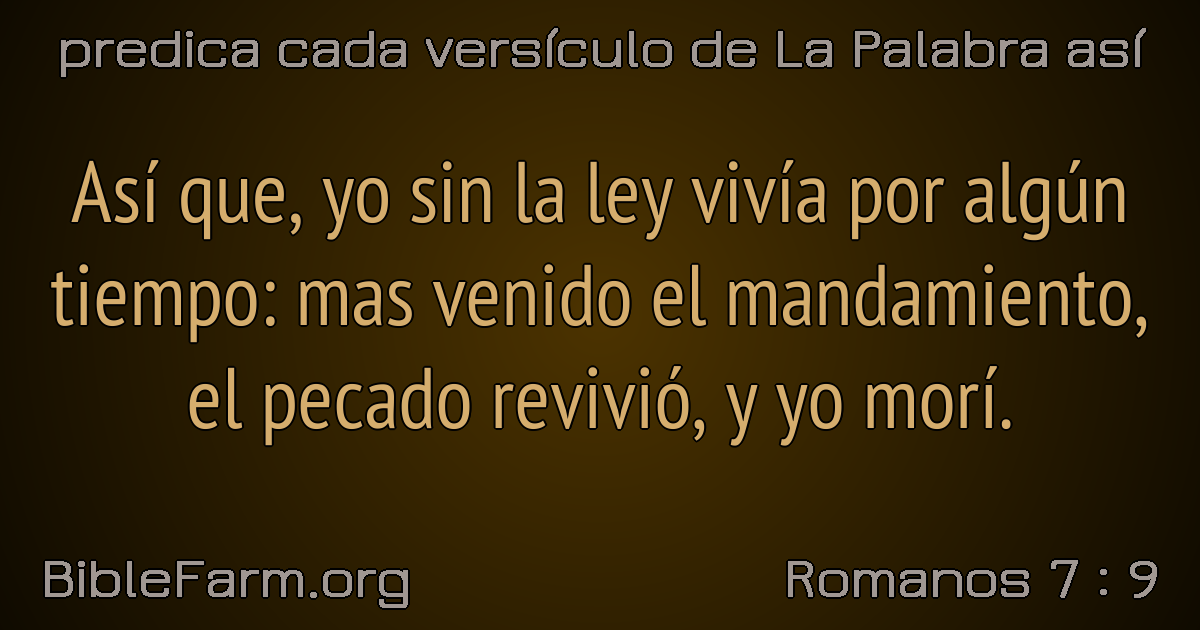 predica cada versículo de La Palabra así
Así que, yo sin la ley vivía por algún
tiempo: mas venido el mandamiento,
el pecado revivió, y yo morí.
BibleFarm.org
Romanos 7 : 9